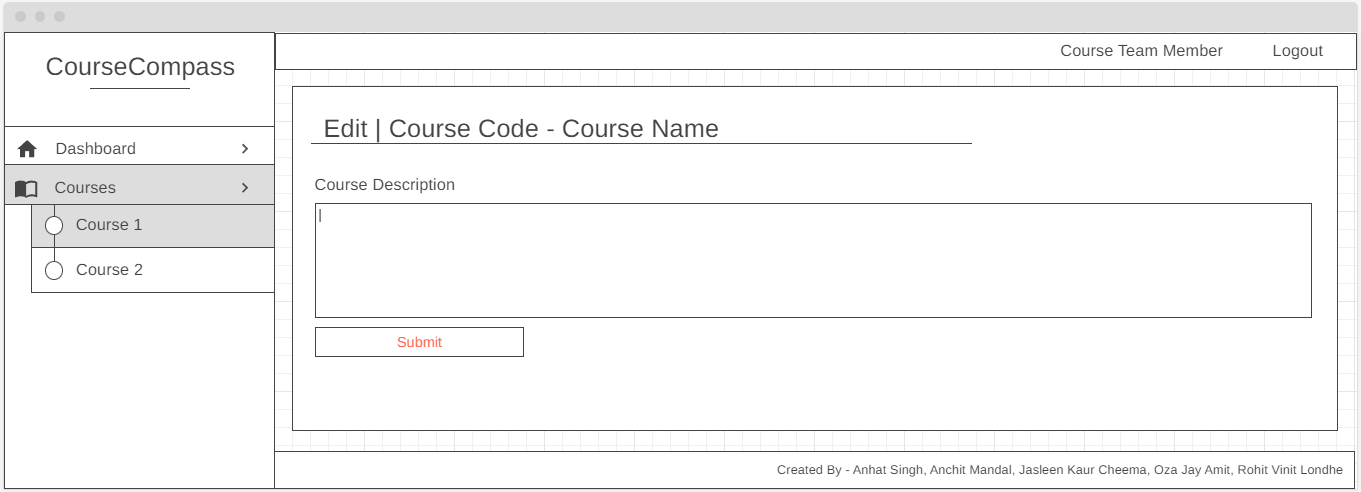 CourseCompass
Course Team Member Logout
Dashboard
Courses
Course 1
Course 2
Edit | Course Code - Course Name
Course Description
Submit
Created By - Anhat Singh, Anchit Mandal, Jasleen Kaur Cheema, Oza Jay Amit, Rohit Vinit Londhe